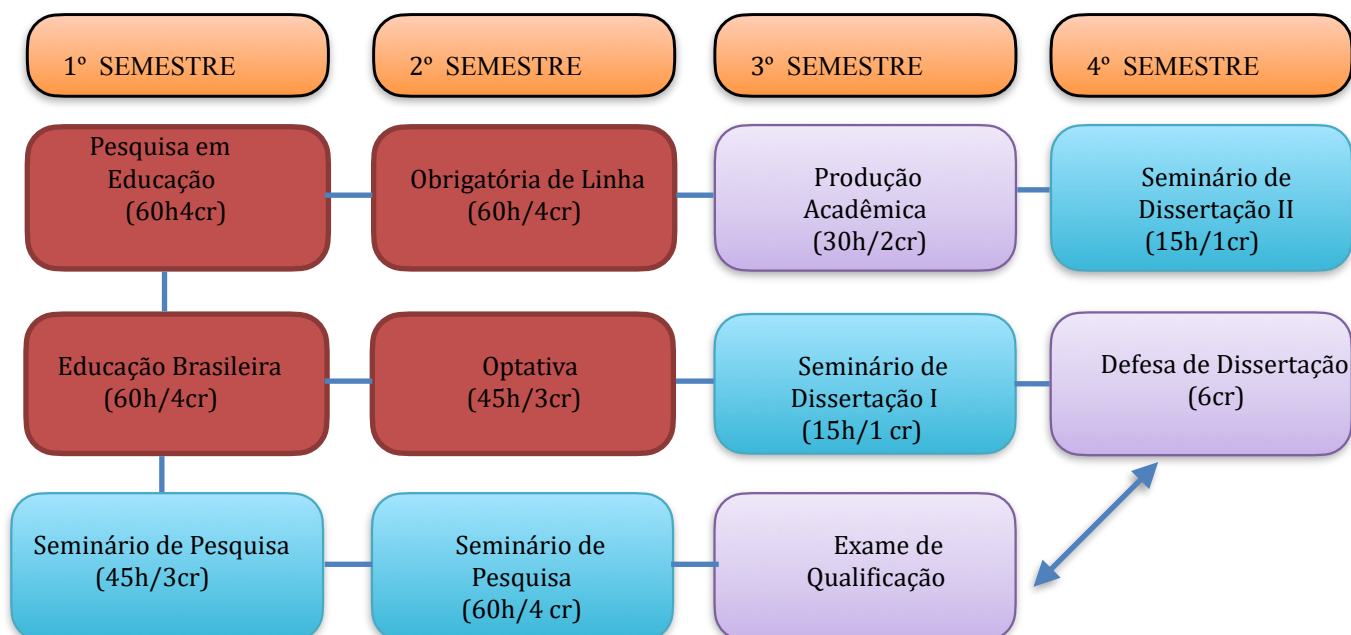 1º SEMESTRE
2º SEMESTRE
3º SEMESTRE
4º SEMESTRE
Pesquisa em
Educação
(60h4cr)
Obrigatória de Linha
(60h/4cr)
Produção
Acadêmica
(30h/2cr)
Seminário de
Dissertação II
(15h/1cr)
Educação Brasileira
(60h/4cr)
Optativa
(45h/3cr)
Seminário de
Dissertação I
(15h/1 cr)
Defesa de Dissertação
(6cr)
Seminário de Pesquisa
(45h/3cr)
Seminário de
Pesquisa
(60h/4 cr)
Exame de
Qualificação